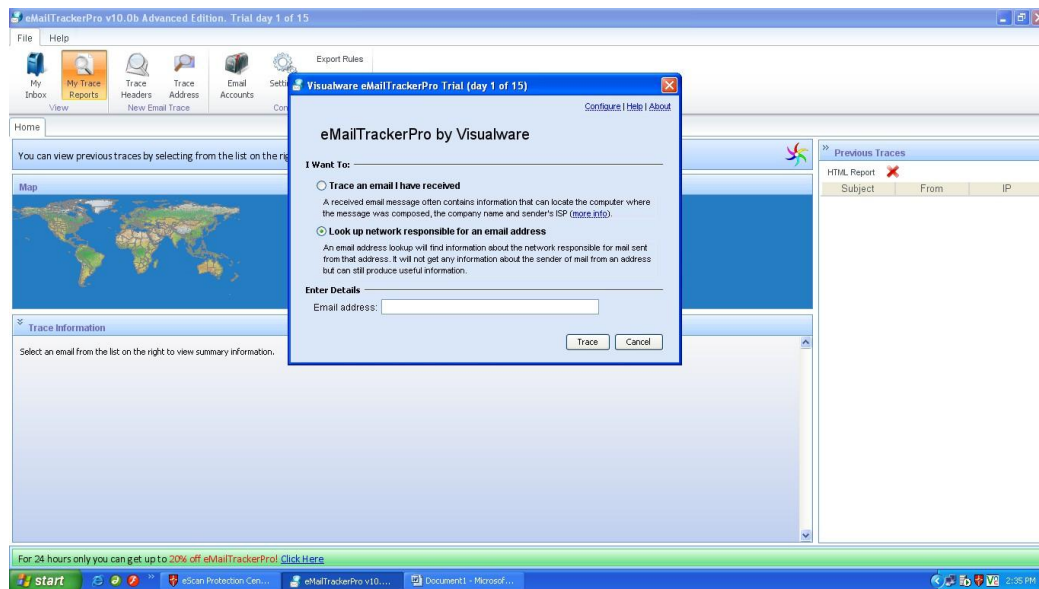 eMailTrackerPro v10.0b Advanced Edition. Trial day 1 of 15
File Help
Export Rules
My Inbox
My Trace Reports
Trace Headers
Trace Address
Email Accounts
View
New Email Trace
Home
You can view previous traces by selecting from the list on the
Map
Trace Information
Select an email from the list on the right to view summary information.
Visualware eMailTrackerPro Trial (day 1 of 15)
Configure | Help | About
eMailTrackerPro by Visualware
I Want To:
Trace an email I have received
A received email message often contains information that can locate the computer where
the message was composed, the company name and sender's ISP (more info).
Look up network responsible for an email address
An email address lookup will find information about the network responsible for mail sent
from that address. It will not get any information about the sender of mail from an address
but can still produce useful information.
Enter Details
Email address:
Trace Cancel
Previous Traces
HTML Report
Subject From IP
For 24 hours only you can get up to 20% off eMailTrackerPro! Click Here
start
eScan Protection Cen...
eMailTrackerPro v10....
Document1 - Microsof...
2:35 PM